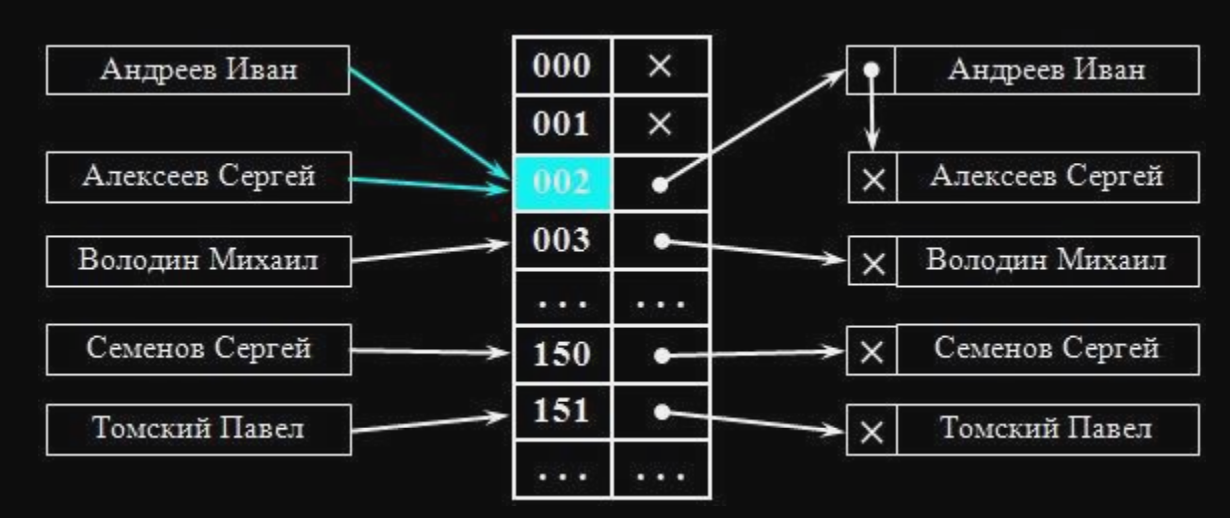 Андреев Иван
000 ×
Андреев Иван
001 ×
Алексеев Сергей
002
× Алексеев Сергей
003
Володин Михаил
× Володин Михаил
... ...
Семенов Сергей
150
× Семенов Сергей
151
Томский Павел
× Томский Павел
... ...